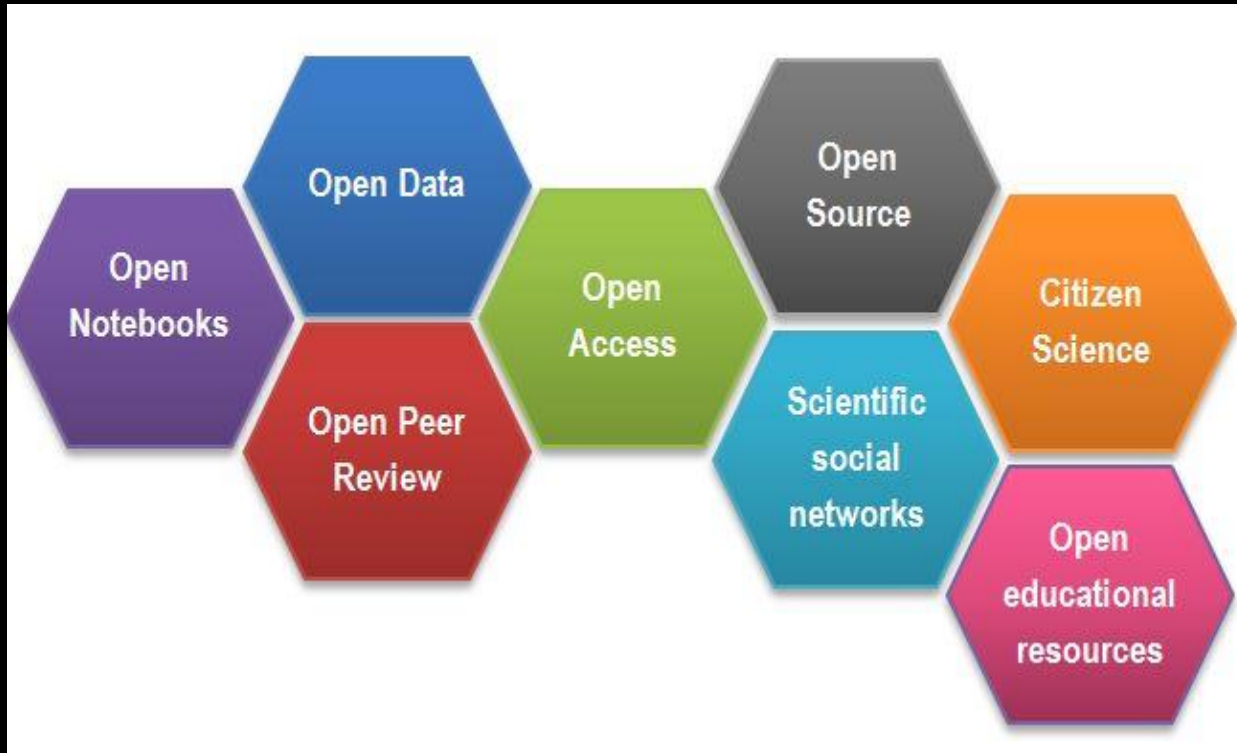 Open
Notebooks
Open Data
Open Peer
Review
Open
Access
Open
Source
Scientific
social
networks
Citizen
Science
Open
educational
resources